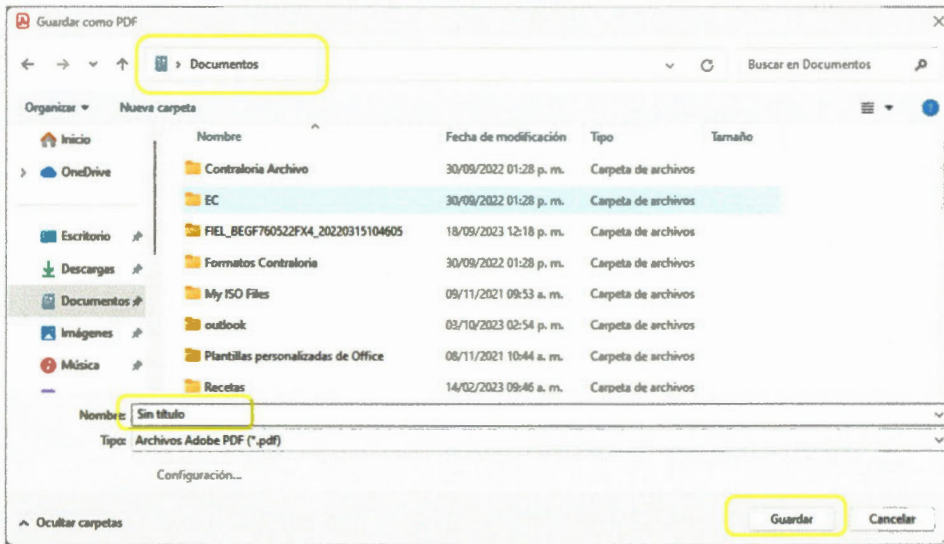 Guardar como PDF
Documentos
Buscar en Documentos
Organizar
Nueva carpeta
Inicio
OneDrive
Escritorio
Descargas
Documentos
Imágenes
Música
Nombre Fecha de modificación Tipo Tamaño
Contraloria Archivo 30/09/2022 01:28 p. m. Carpeta de archivos
EC 30/09/2022 01:28 p. m. Carpeta de archivos
FIEL_BEGF760522FX4_20220315104605 18/09/2023 12:18 p. m. Carpeta de archivos
Formatos Contraloria 30/09/2022 01:28 p. m. Carpeta de archivos
My ISO Files 09/11/2021 09:53 a. m. Carpeta de archivos
outlook 03/10/2023 02:54 p. m. Carpeta de archivos
Plantillas personalizadas de Office 08/11/2021 10:44 a. m. Carpeta de archivos
Recetas 14/02/2023 09:46 a. m. Carpeta de archivos
Nombre: Sin título
Tipo: Archivos Adobe PDF (*.pdf)
Configuración...
Ocultar carpetas
Guardar
Cancelar